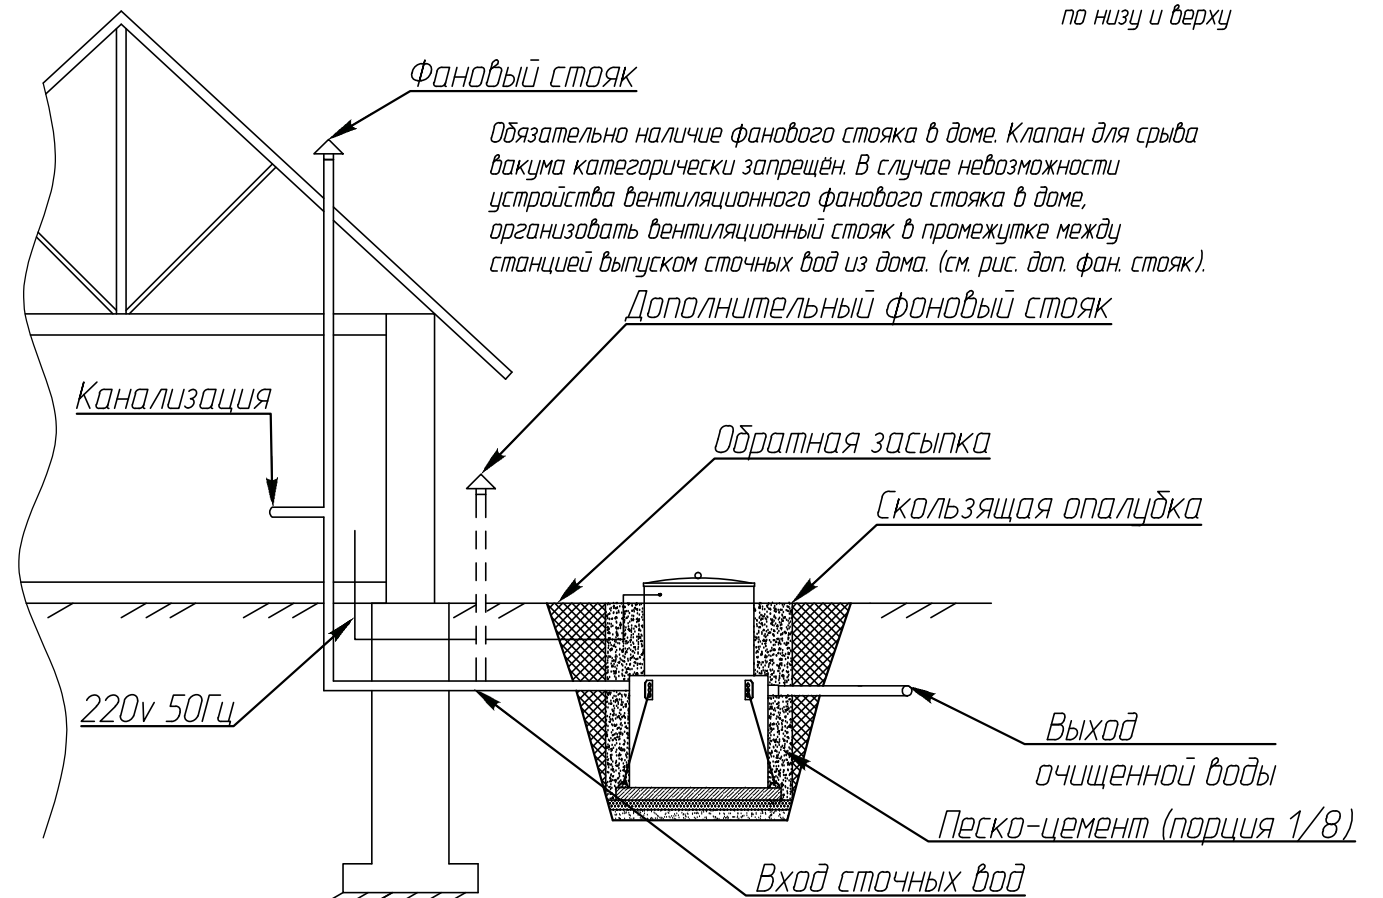 по низу и верху
Фановый стояк
Обязательно наличие фанового стояка в доме. Клапан для срыва
вакума категорически запрещён. В случае невозможности
устройства вентиляционного фанового стояка в доме,
организовать вентиляционный стояк в промежутке между
станцией выпуском сточных вод из дома. (см. рис. доп. фан. стояк).
Дополнительный фоновый стояк
Канализация
Обратная засыпка
Скользящая опалубка
220v 50Гц
Выход
очищенной воды
Песко-цемент (порция 1/8)
Вход сточных вод